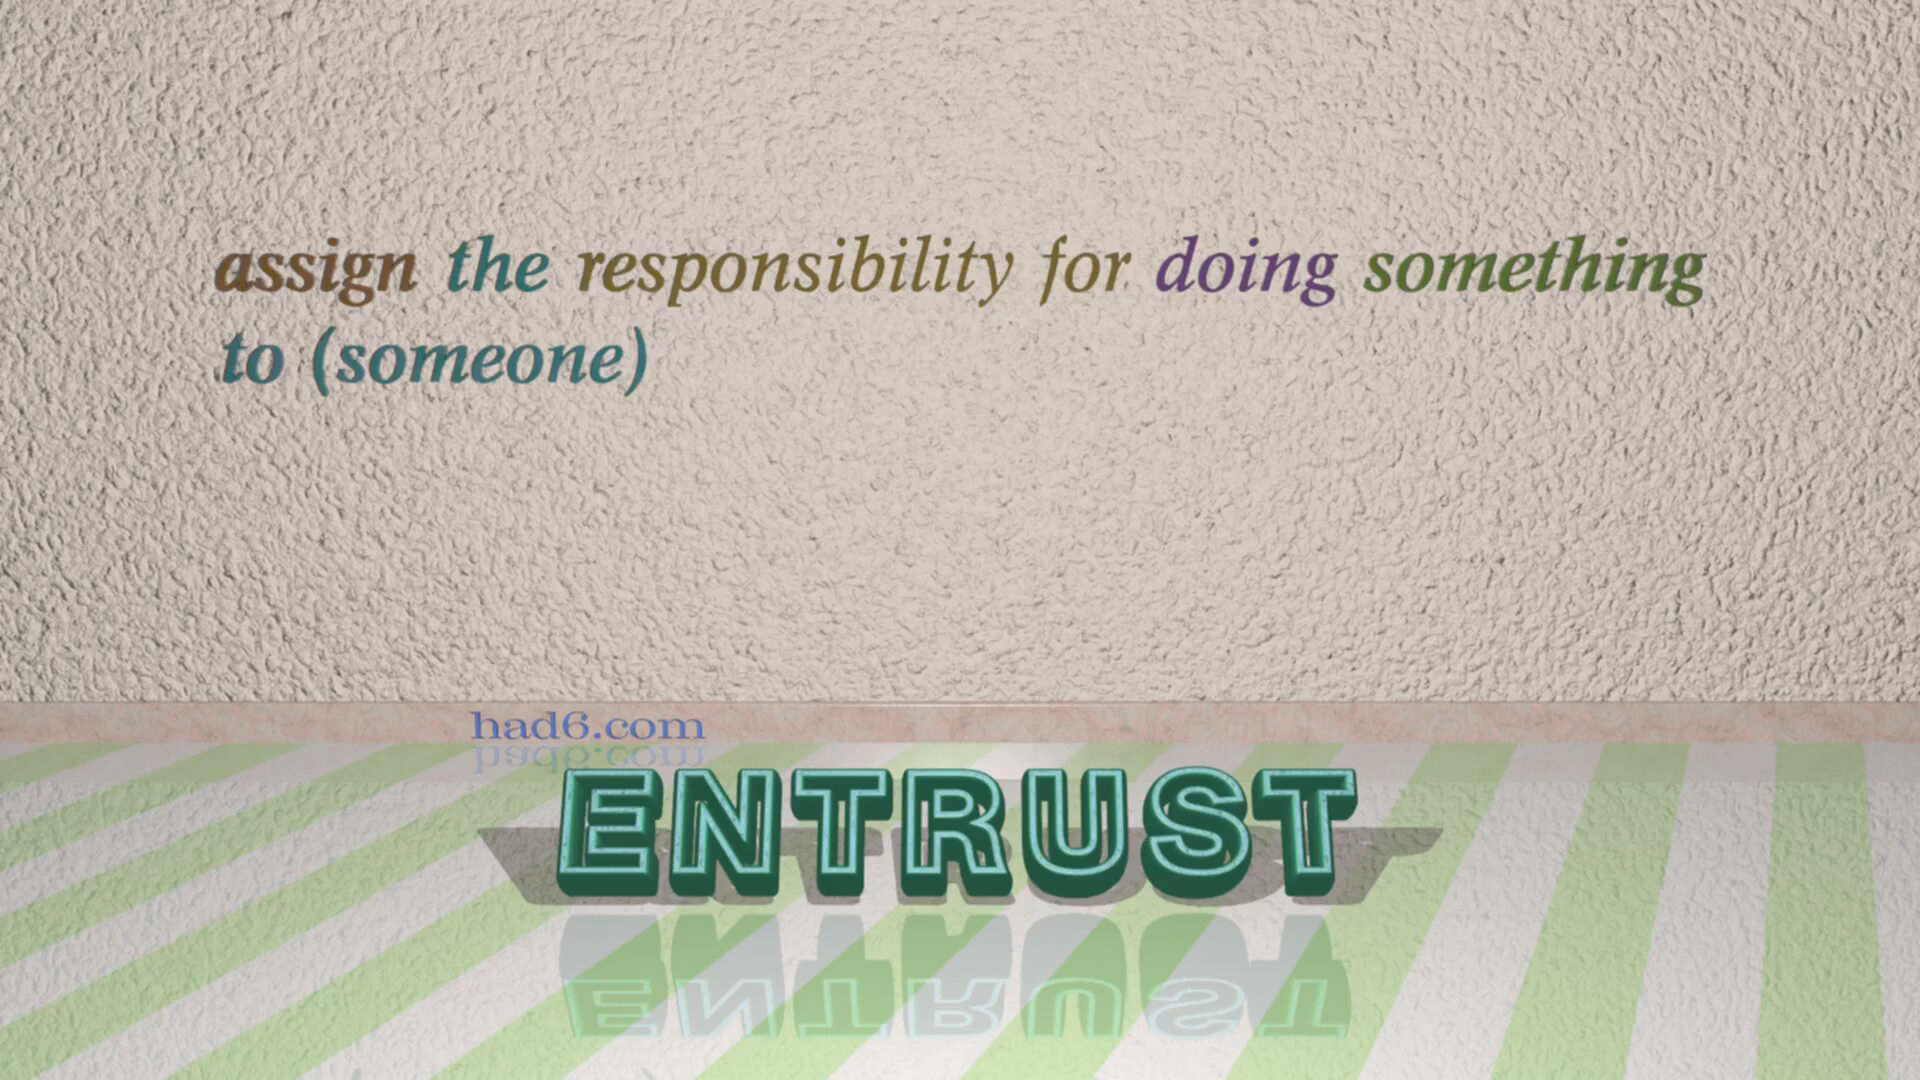 assign the responsibility for doing something
to (someone)
had6.com
ENTRUST